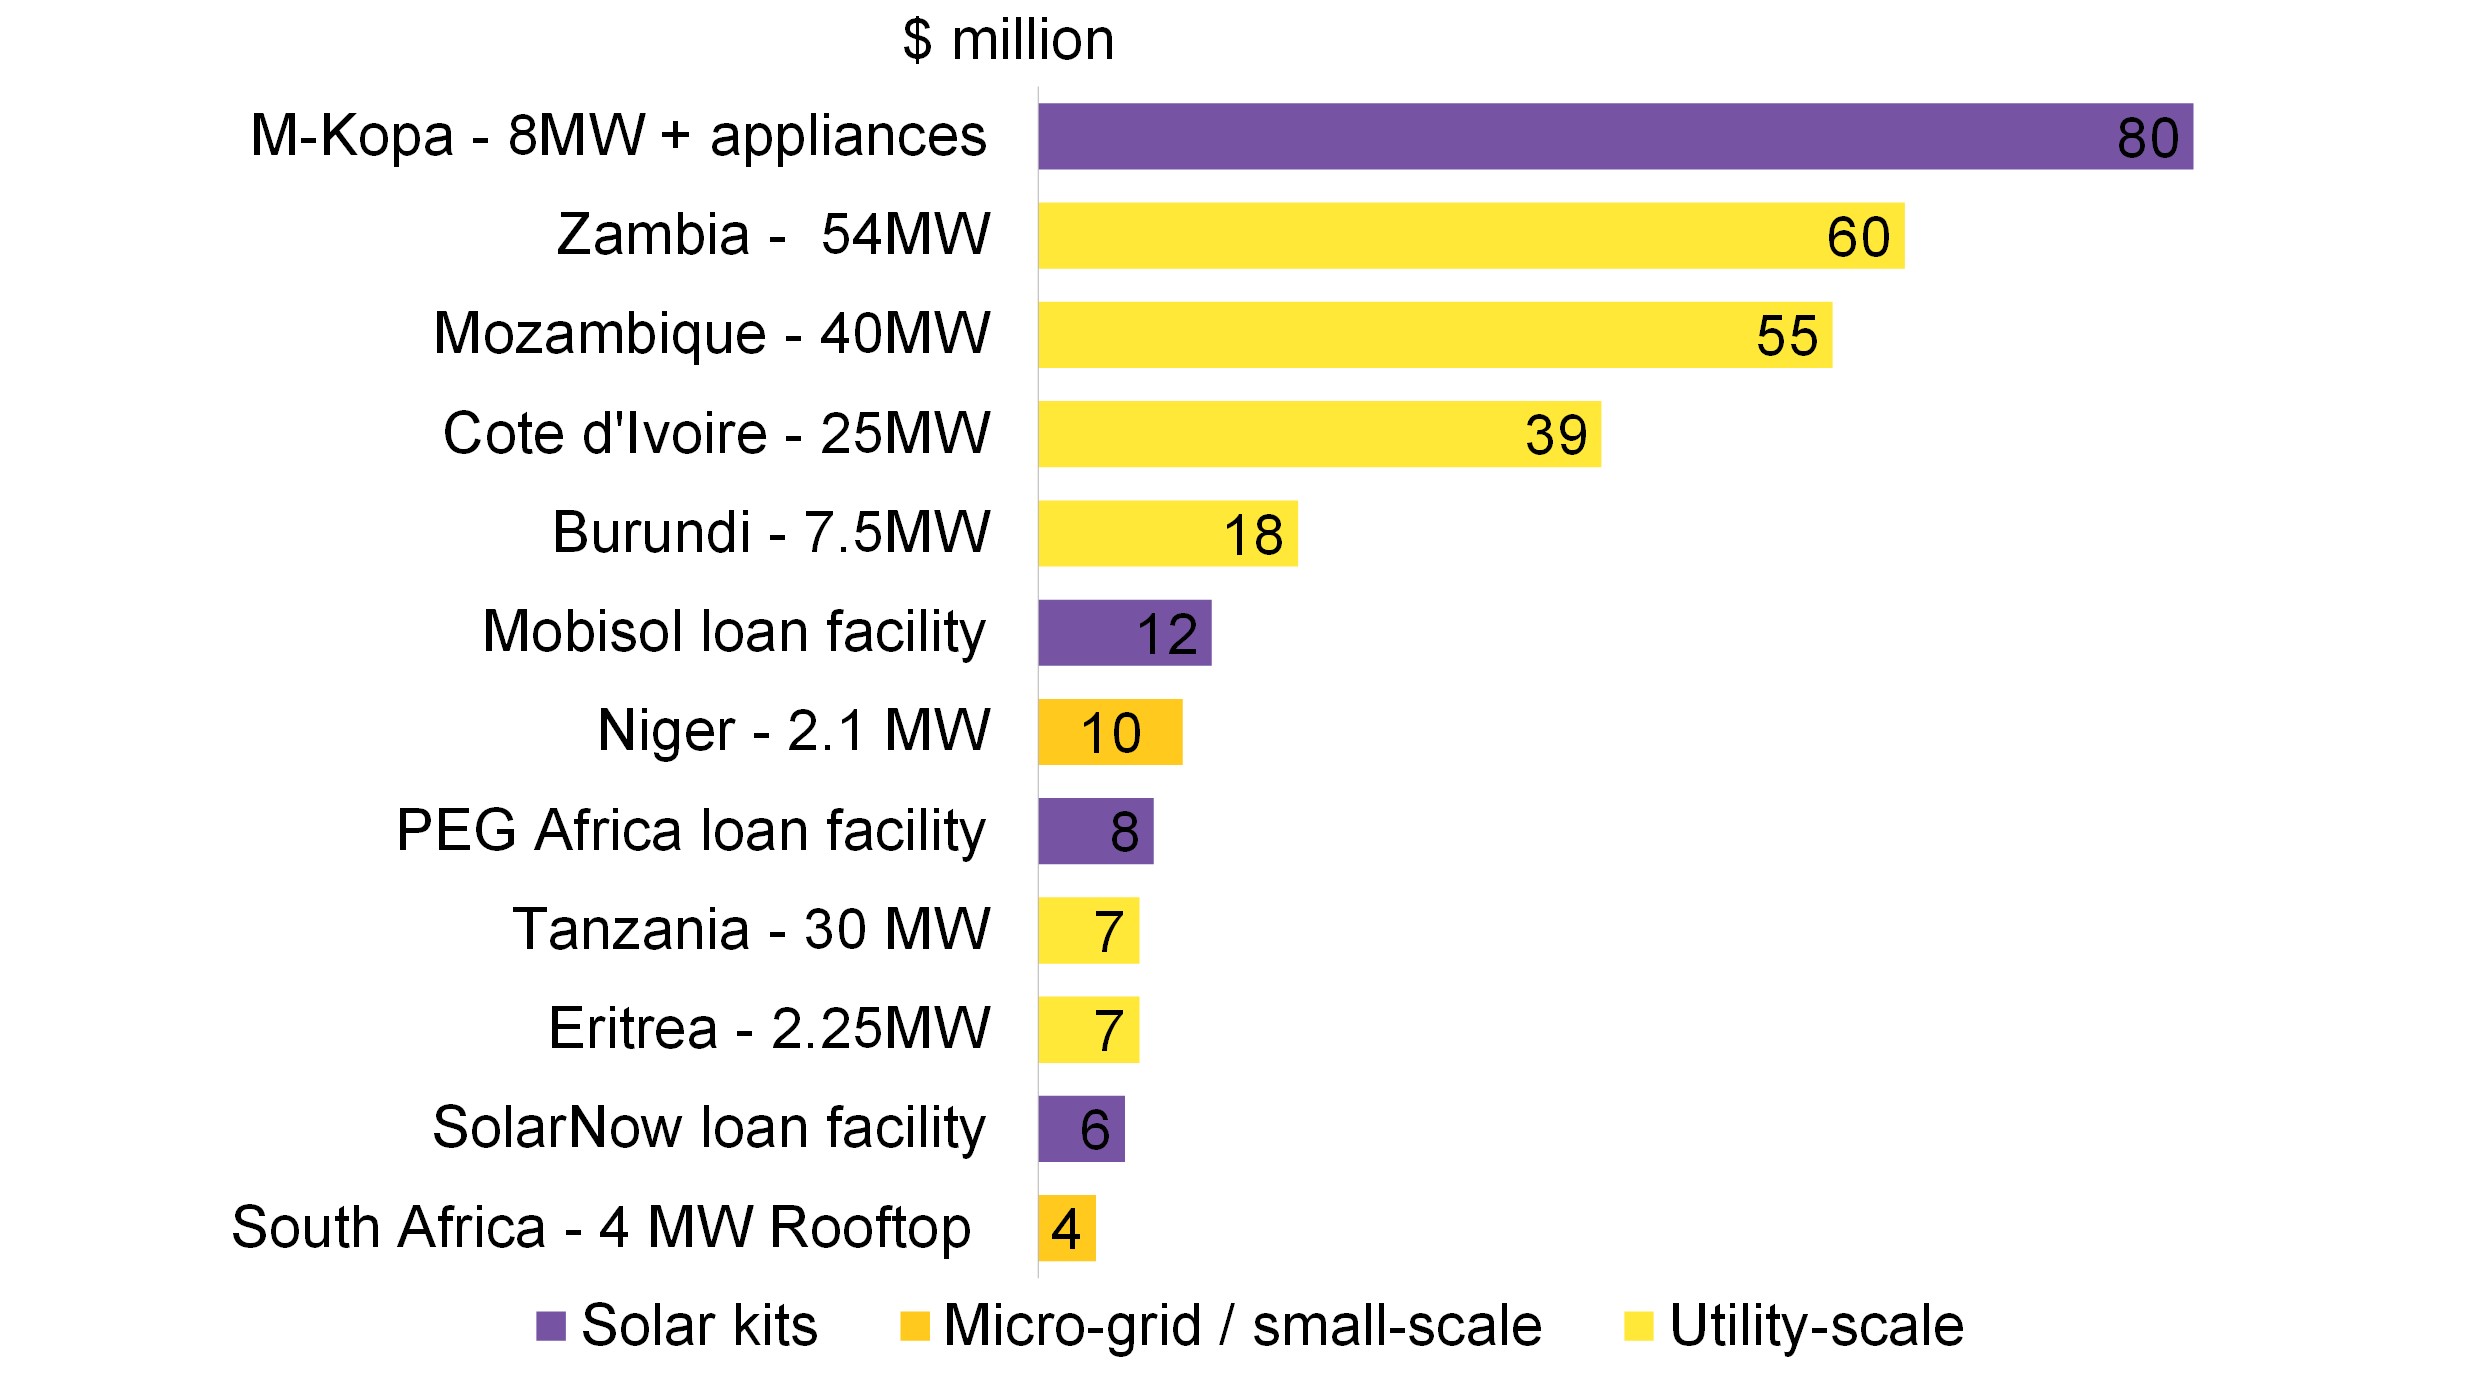 $ million
M-Kopa - 8MW + appliances 80
Zambia -  54MW 60
Mozambique - 40MW 55
Cote d'Ivoire - 25MW 39
Burundi - 7.5MW 18
Mobisol loan facility 12
Niger - 2.1 MW 10
PEG Africa loan facility 8
Tanzania - 30 MW 7
Eritrea - 2.25MW 7
SolarNow loan facility 6
South Africa - 4 MW Rooftop 4
Solar kits Micro-grid / small-scale Utility-scale